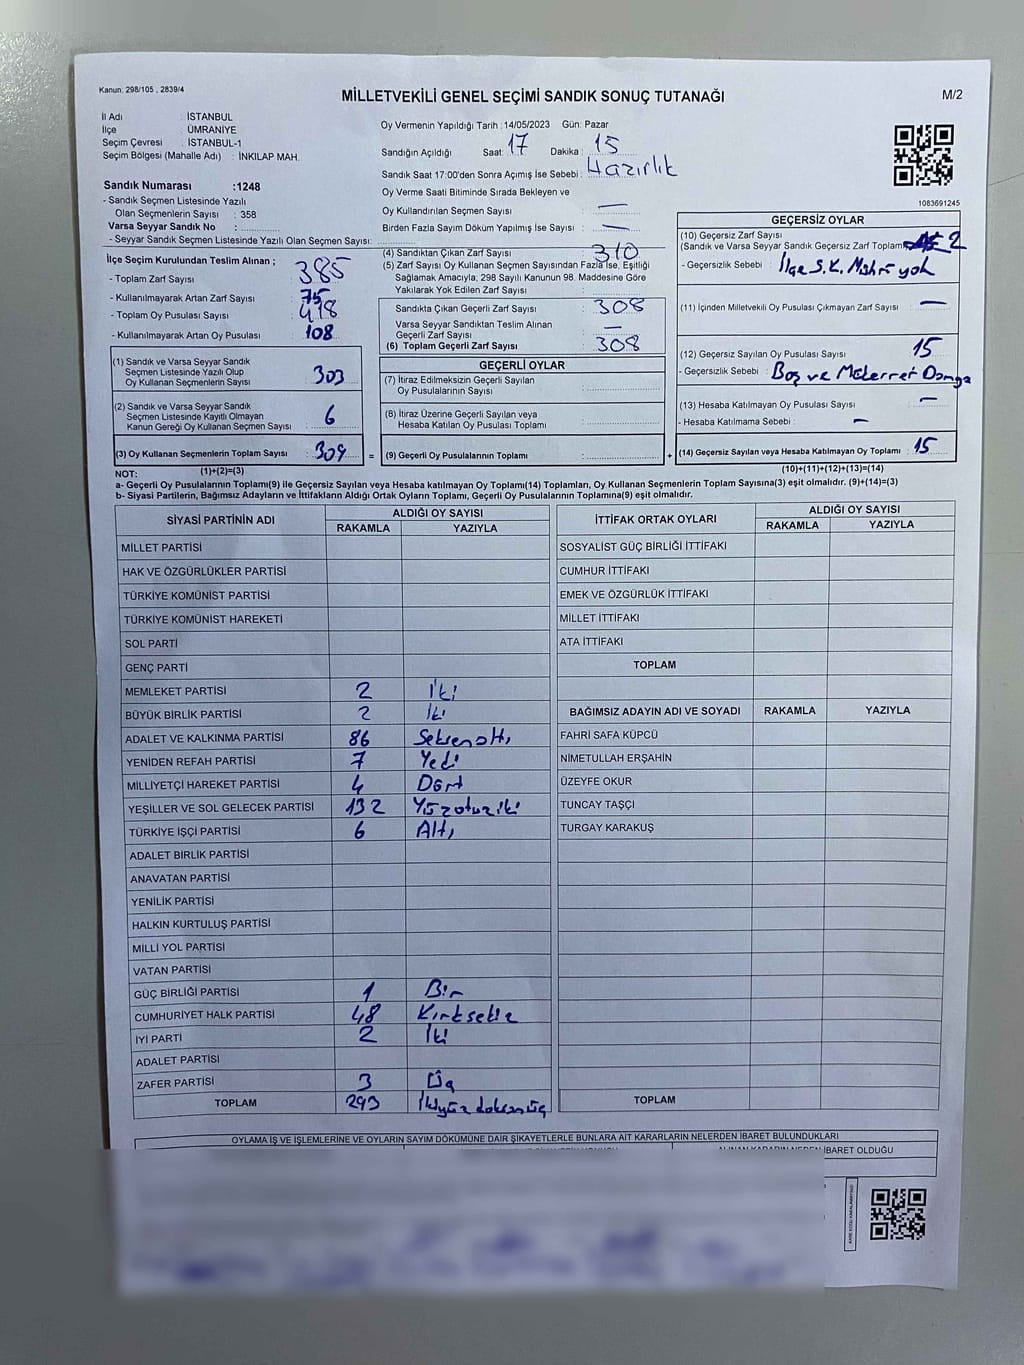 Kanun: 298/105 , 2839/4
MİLLETVEKİLİ GENEL SEÇİMİ SANDIK SONUÇ TUTANAĞI
M/2
İl Adı : İSTANBUL
İlçe : ÜMRANİYE
Seçim Çevresi : İSTANBUL-1
Seçim Bölgesi (Mahalle Adı) : İNKILAP MAH.
Sandık Numarası :1248
- Sandık Seçmen Listesinde Yazılı
Olan Seçmenlerin Sayısı : 358
Varsa Seyyar Sandık No :
- Seyyar Sandık Seçmen Listesinde Yazılı Olan Seçmen Sayısı:
Oy Vermenin Yapıldığı Tarih : 14/05/2023 Gün: Pazar
Sandığın Açıldığı Saat: 17 Dakika : 15
Sandık Saat 17:00'den Sonra Açımış İse Sebebi : Hazırlık
Oy Verme Saati Bitiminde Sırada Bekleyen ve
Oy Kullandırılan Seçmen Sayısı : —
Birden Fazla Sayım Döküm Yapılmış İse Sayısı : —
1083691245
İlçe Seçim Kurulundan Teslim Alınan ;
- Toplam Zarf Sayısı : 385
- Kullanılmayarak Artan Zarf Sayısı : 75
- Toplam Oy Pusulası Sayısı : 418
- Kullanılmayarak Artan Oy Pusulası : 108
(1) Sandık ve Varsa Seyyar Sandık
Seçmen Listesinde Yazılı Olup
Oy Kullanan Seçmenlerin Sayısı : 303
(2) Sandık ve Varsa Seyyar Sandık
Seçmen Listesinde Kayıtlı Olmayan
Kanun Gereği Oy Kullanan Seçmen Sayısı : 6
(3) Oy Kullanan Seçmenlerin Toplam Sayısı : 309
(4) Sandıktan Çıkan Zarf Sayısı : 310
(5) Zarf Sayısı Oy Kullanan Seçmen Sayısından Fazla İse, Eşitliği
Sağlamak Amacıyla, 298 Sayılı Kanunun 98. Maddesine Göre
Yakılarak Yok Edilen Zarf Sayısı :
Sandıkta Çıkan Geçerli Zarf Sayısı : 308
Varsa Seyyar Sandıktan Teslim Alınan
Geçerli Zarf Sayısı : —
(6) Toplam Geçerli Zarf Sayısı : 308
GEÇERLİ OYLAR
(7) İtiraz Edilmeksizin Geçerli Sayılan
Oy Pusulalarının Sayısı :
(8) İtiraz Üzerine Geçerli Sayılan veya
Hesaba Katılan Oy Pusulası Toplamı :
= (9) Geçerli Oy Pusulalarının Toplamı : +
GEÇERSİZ OYLAR
(10) Geçersiz Zarf Sayısı
(Sandık ve Varsa Seyyar Sandık Geçersiz Zarf Toplam 2
- Geçersizlik Sebebi : İlçe S.K. Mührü yok
(11) İçinden Milletvekili Oy Pusulası Çıkmayan Zarf Sayısı : —
(12) Geçersiz Sayılan Oy Pusulası Sayısı : 15
- Geçersizlik Sebebi : Boş ve Mükerrer Damga
(13) Hesaba Katılmayan Oy Pusulası Sayısı : —
- Hesaba Katılmama Sebebi : —
(14) Geçersiz Sayılan veya Hesaba Katılmayan Oy Toplamı : 15
NOT: (1)+(2)=(3) (10)+(11)+(12)+(13)=(14)
a- Geçerli Oy Pusulalarının Toplamı(9) ile Geçersiz Sayılan veya Hesaba katılmayan Oy Toplamı(14) Toplamları, Oy Kullanan Seçmenlerin Toplam Sayısına(3) eşit olmalıdır. (9)+(14)=(3)
b- Siyasi Partilerin, Bağımsız Adayların ve İttifakların Aldığı Ortak Oyların Toplamı, Geçerli Oy Pusulalarının Toplamına(9) eşit olmalıdır.
SİYASİ PARTİNİN ADI ALDIĞI OY SAYISI
RAKAMLA YAZIYLA
MİLLET PARTİSİ
HAK VE ÖZGÜRLÜKLER PARTİSİ
TÜRKİYE KOMÜNİST PARTİSİ
TÜRKİYE KOMÜNİST HAREKETİ
SOL PARTİ
GENÇ PARTİ
MEMLEKET PARTİSİ 2 İki
BÜYÜK BİRLİK PARTİSİ 2 İki
ADALET VE KALKINMA PARTİSİ 86 Seksenaltı
YENİDEN REFAH PARTİSİ 7 Yedi
MİLLİYETÇİ HAREKET PARTİSİ 4 Dört
YEŞİLLER VE SOL GELECEK PARTİSİ 132 Yüzotuziki
TÜRKİYE İŞÇİ PARTİSİ 6 Altı
ADALET BİRLİK PARTİSİ
ANAVATAN PARTİSİ
YENİLİK PARTİSİ
HALKIN KURTULUŞ PARTİSİ
MİLLİ YOL PARTİSİ
VATAN PARTİSİ
GÜÇ BİRLİĞİ PARTİSİ 1 Bir
CUMHURİYET HALK PARTİSİ 48 Kırksekiz
İYİ PARTİ 2 İki
ADALET PARTİSİ
ZAFER PARTİSİ 3 Üç
TOPLAM 293 İkiyüz doksanüç
İTTİFAK ORTAK OYLARI ALDIĞI OY SAYISI
RAKAMLA YAZIYLA
SOSYALİST GÜÇ BİRLİĞİ İTTİFAKI
CUMHUR İTTİFAKI
EMEK VE ÖZGÜRLÜK İTTİFAKI
MİLLET İTTİFAKI
ATA İTTİFAKI
TOPLAM
BAĞIMSIZ ADAYIN ADI VE SOYADI RAKAMLA YAZIYLA
FAHRİ SAFA KÜPCÜ
NİMETULLAH ERŞAHİN
ÜZEYFE OKUR
TUNCAY TAŞÇI
TURGAY KARAKUŞ
TOPLAM
OYLAMA İŞ VE İŞLEMLERİNE VE OYLARIN SAYIM DÖKÜMÜNE DAİR ŞİKAYETLERLE BUNLARA AİT KARARLARIN NELERDEN İBARET BULUNDUKLARI
ALINAN KARARIN NEDEN İBARET OLDUĞU